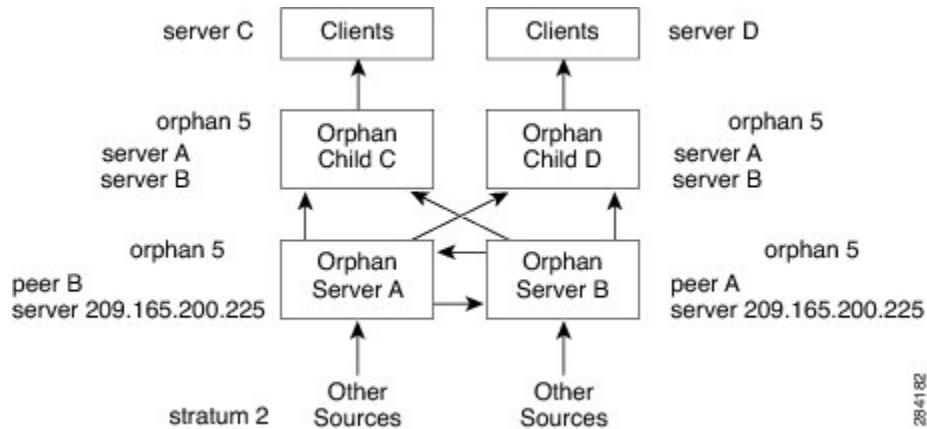 server C
Clients
Clients
server D
orphan 5
server A
server B
Orphan
Child C
Orphan
Child D
orphan 5
server A
server B
orphan 5
peer B
server 209.165.200.225
Orphan
Server A
Orphan
Server B
orphan 5
peer A
server 209.165.200.225
stratum 2
Other
Sources
Other
Sources
284182